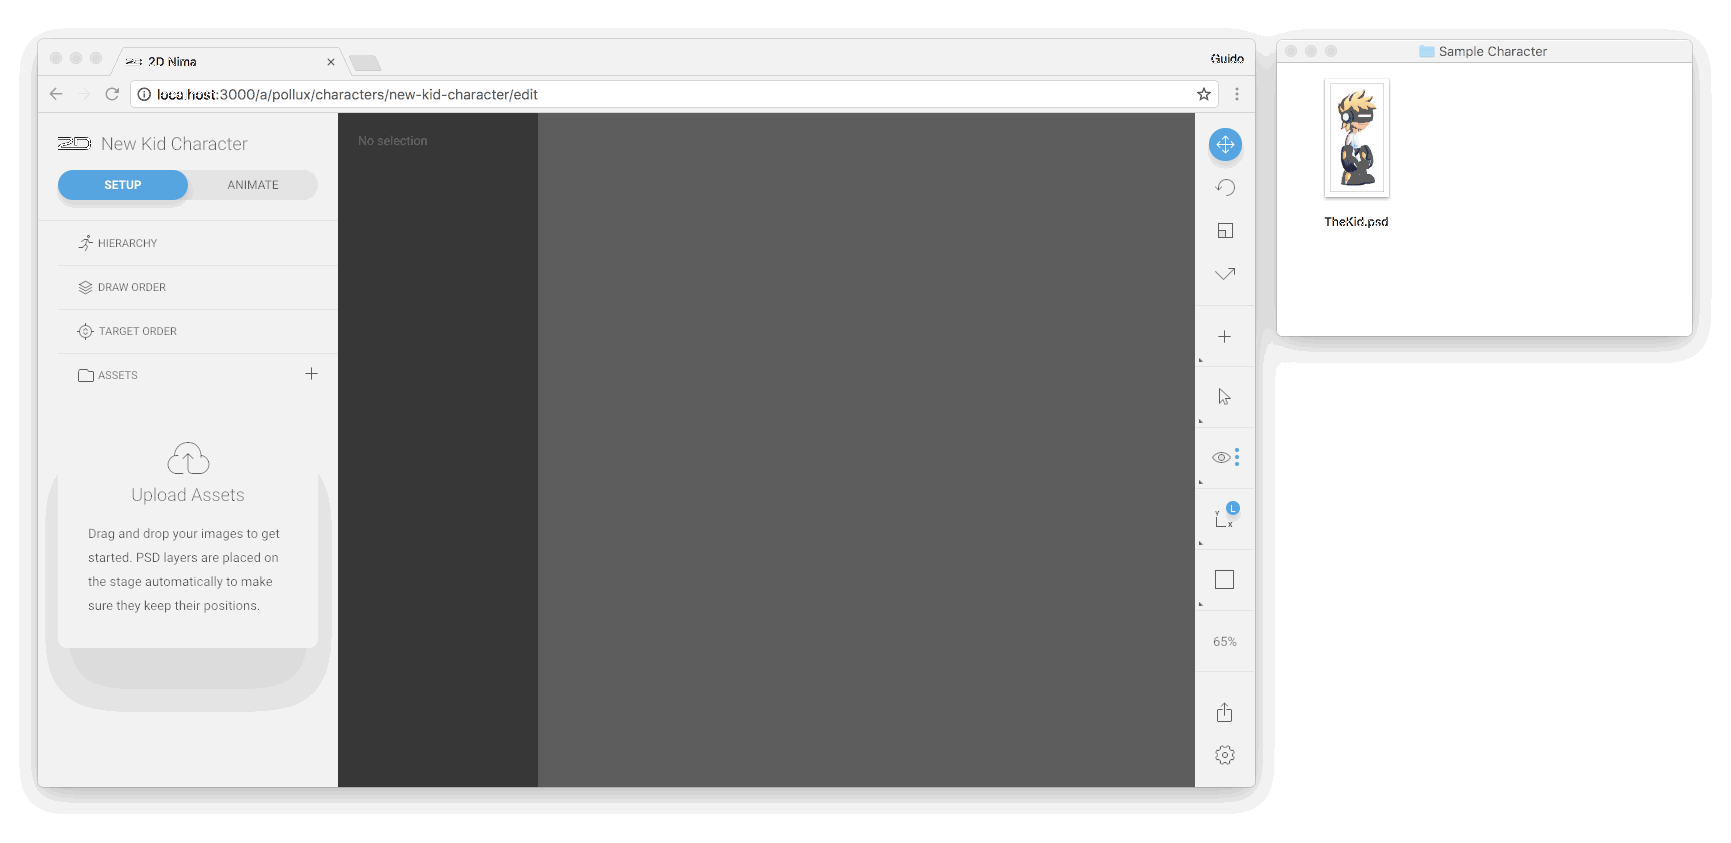 2D Nima
Guido
localhost:3000/a/pollux/characters/new-kid-character/edit
2D New Kid Character
SETUP
ANIMATE
HIERARCHY
DRAW ORDER
TARGET ORDER
ASSETS
Upload Assets
Drag and drop your images to get
started. PSD layers are placed on
the stage automatically to make
sure they keep their positions.
No selection
L
Y
X
65%
Sample Character
TheKid.psd